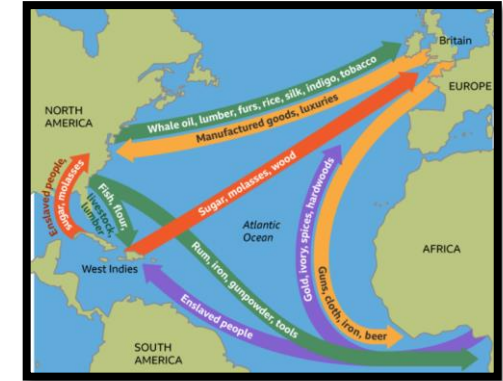 Britain
EUROPE
NORTH
AMERICA
Whale oil, lumber, furs, rice, silk, indigo, tobacco
Manufactured goods, luxuries
Enslaved people,
sugar, molasses
Fish, flour,
livestock,
lumber
Sugar, molasses, wood
Atlantic
Ocean
Gold, ivory, spices, hardwoods
AFRICA
West Indies
Rum, iron, gunpowder, tools
Guns, cloth, iron, beer
Enslaved people
SOUTH
AMERICA